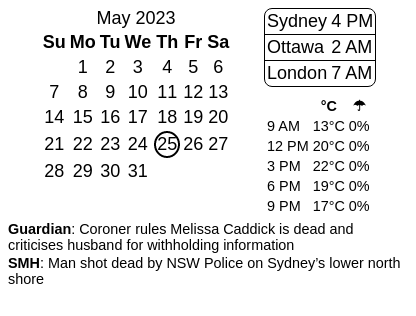 May 2023
Su Mo Tu We Th Fr Sa
1 2 3 4 5 6
7 8 9 10 11 12 13
14 15 16 17 18 19 20
21 22 23 24 25 26 27
28 29 30 31
Sydney 4 PM
Ottawa 2 AM
London 7 AM
°C ☂
9 AM 13°C 0%
12 PM 20°C 0%
3 PM 22°C 0%
6 PM 19°C 0%
9 PM 17°C 0%
Guardian: Coroner rules Melissa Caddick is dead and
criticises husband for withholding information
SMH: Man shot dead by NSW Police on Sydney’s lower north
shore